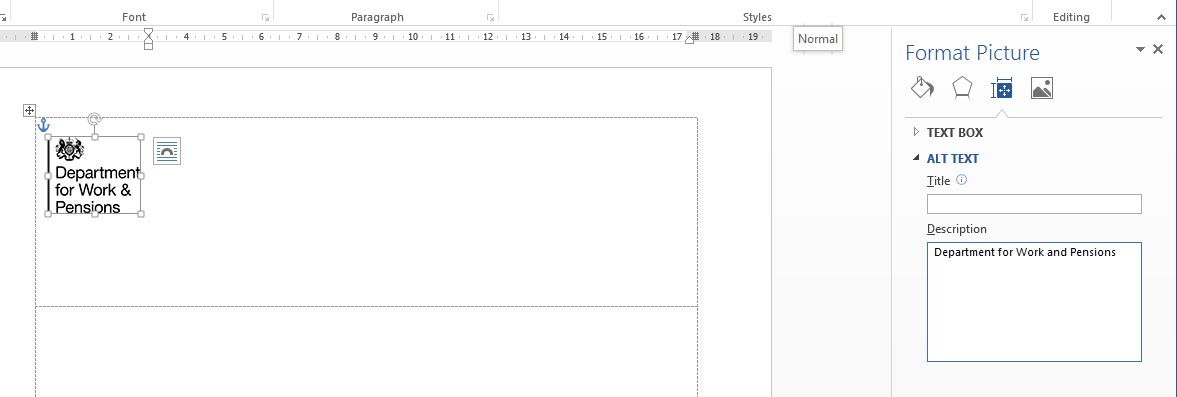 Font Paragraph Styles Editing
1 2 3 4 5 6 7 8 9 10 11 12 13 14 15 16 17 18 19
Normal
Format Picture
TEXT BOX
ALT TEXT
Title
Description
Department for Work and Pensions
Department
for Work &
Pensions